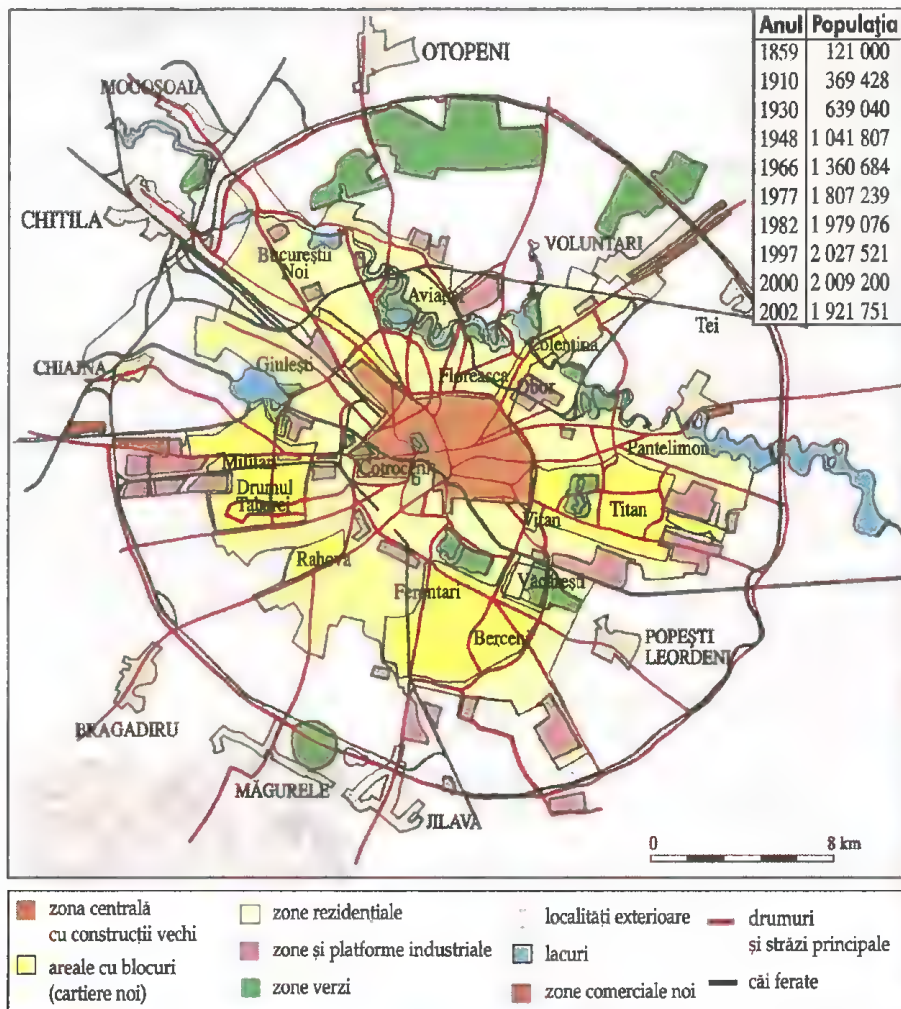 Anul Populația
1859 121 000
1910 369 428
1930 639 040
1948 1 041 807
1966 1 360 684
1977 1 807 239
1982 1 979 076
1997 2 027 521
2000 2 009 200
2002 1 921 751
OTOPENI
MOGOȘOAIA
CHITILA
VOLUNTARI
Bucureștii
Noi
Aviației
Tei
Colentina
CHIAJNA
Giulești
Floreasca
Obor
Pantelimon
Militari
Cotroceni
Drumul
Taberei
Vitan
Titan
Rahova
Ferentari
Văcărești
Berceni
POPEȘTI
LEORDENI
BRAGADIRU
MĂGURELE
JILAVA
0 8 km
zona centrală
cu construcții vechi
areale cu blocuri
(cartiere noi)
zone rezidențiale
zone și platforme industriale
zone verzi
localități exterioare
lacuri
zone comerciale noi
drumuri
și străzi principale
căi ferate